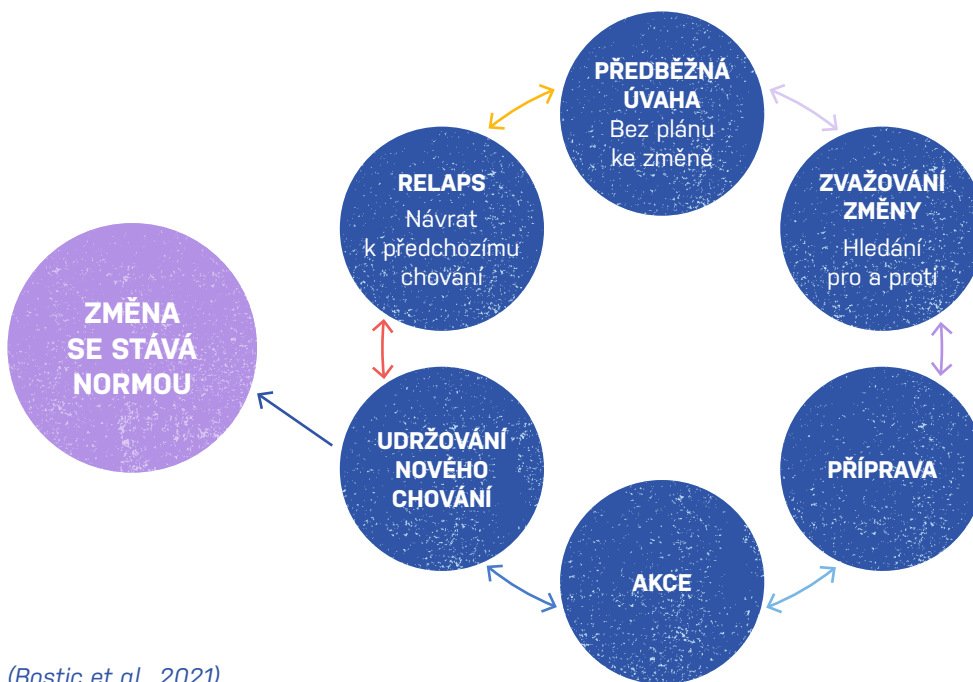 PŘEDBĚŽNÁ
ÚVAHA
Bez plánu
ke změně
ZVAŽOVÁNÍ
ZMĚNY
Hledání
pro a proti
PŘÍPRAVA
AKCE
UDRŽOVÁNÍ
NOVÉHO
CHOVÁNÍ
RELAPS
Návrat
k předchozímu
chování
ZMĚNA
SE STÁVÁ
NORMOU
(Bostic et al., 2021)